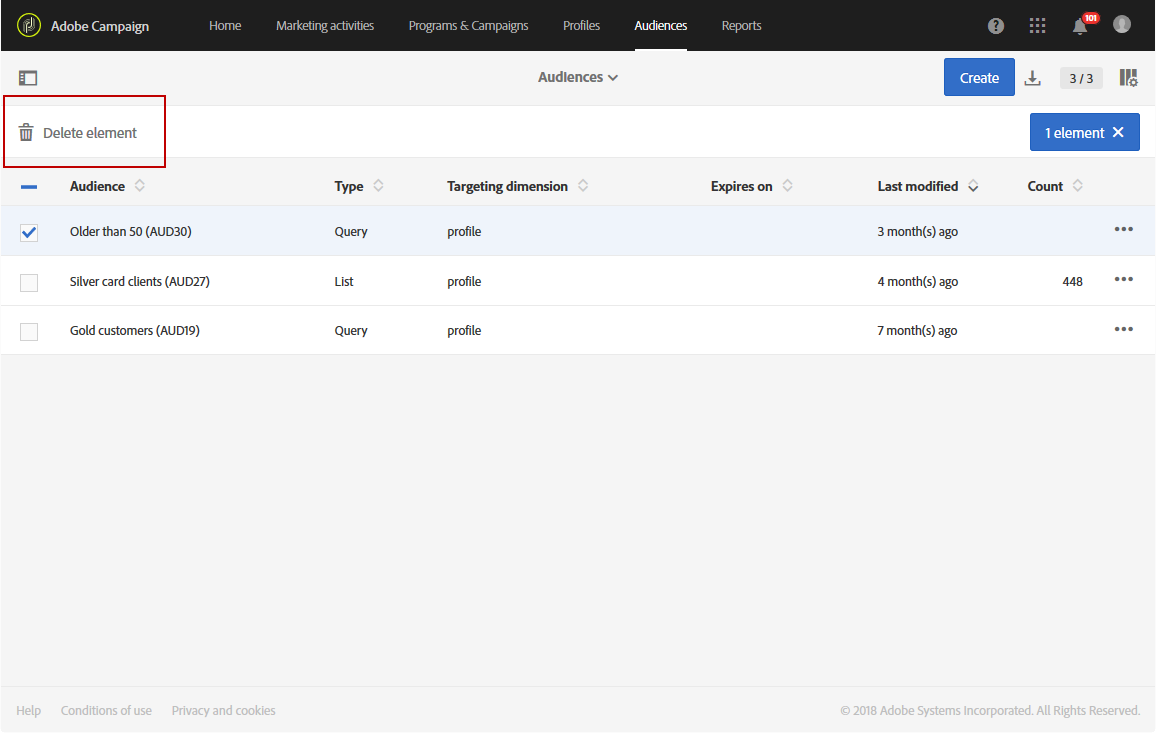 Adobe Campaign Home Marketing activities Programs & Campaigns Profiles Audiences Reports ? 101
Audiences Create 3 / 3
Delete element 1 element ✕
Audience Type Targeting dimension Expires on Last modified Count
Older than 50 (AUD30) Query profile 3 month(s) ago
Silver card clients (AUD27) List profile 4 month(s) ago 448
Gold customers (AUD19) Query profile 7 month(s) ago
Help Conditions of use Privacy and cookies © 2018 Adobe Systems Incorporated. All Rights Reserved.